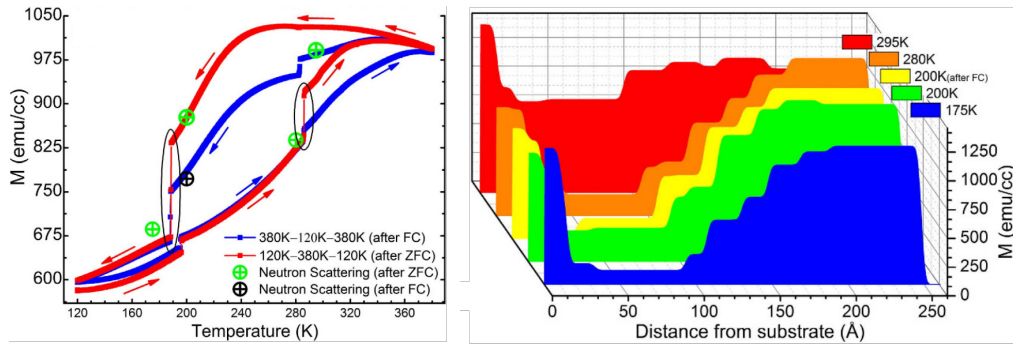 1050
975
900
825
750
675
600
M (emu/cc)
380K–120K–380K (after FC)
120K–380K–120K (after ZFC)
Neutron Scattering (after ZFC)
Neutron Scattering (after FC)
120 160 200 240 280 320 360
Temperature (K)
295K
280K
200K(after FC)
200K
175K
1250
1000
750
500
250
0
M (emu/cc)
0 50 100 150 200 250
Distance from substrate (Å)